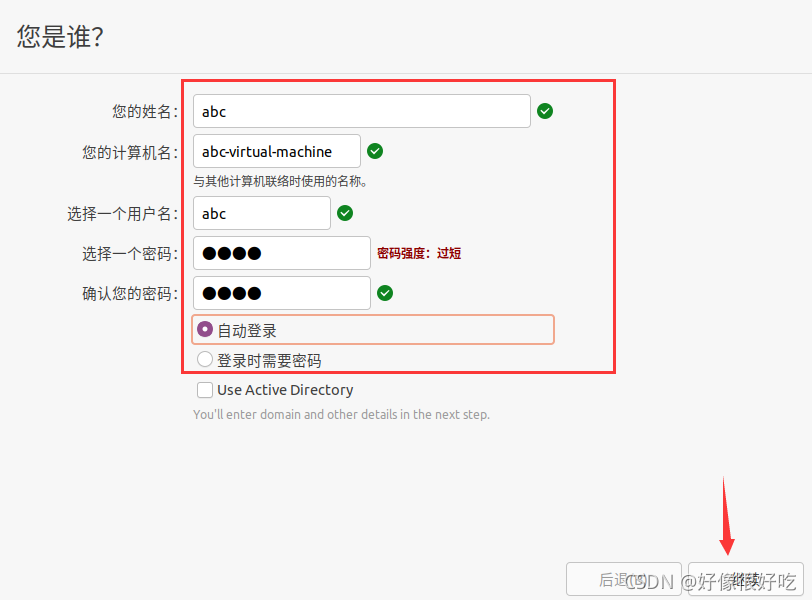 您是谁？
您的姓名： abc
您的计算机名： abc-virtual-machine
与其他计算机联络时使用的名称。
选择一个用户名： abc
选择一个密码： ●●●● 密码强度：过短
确认您的密码： ●●●●
自动登录
登录时需要密码
Use Active Directory
You'll enter domain and other details in the next step.
后退 继续
CSDN @好像很好吃